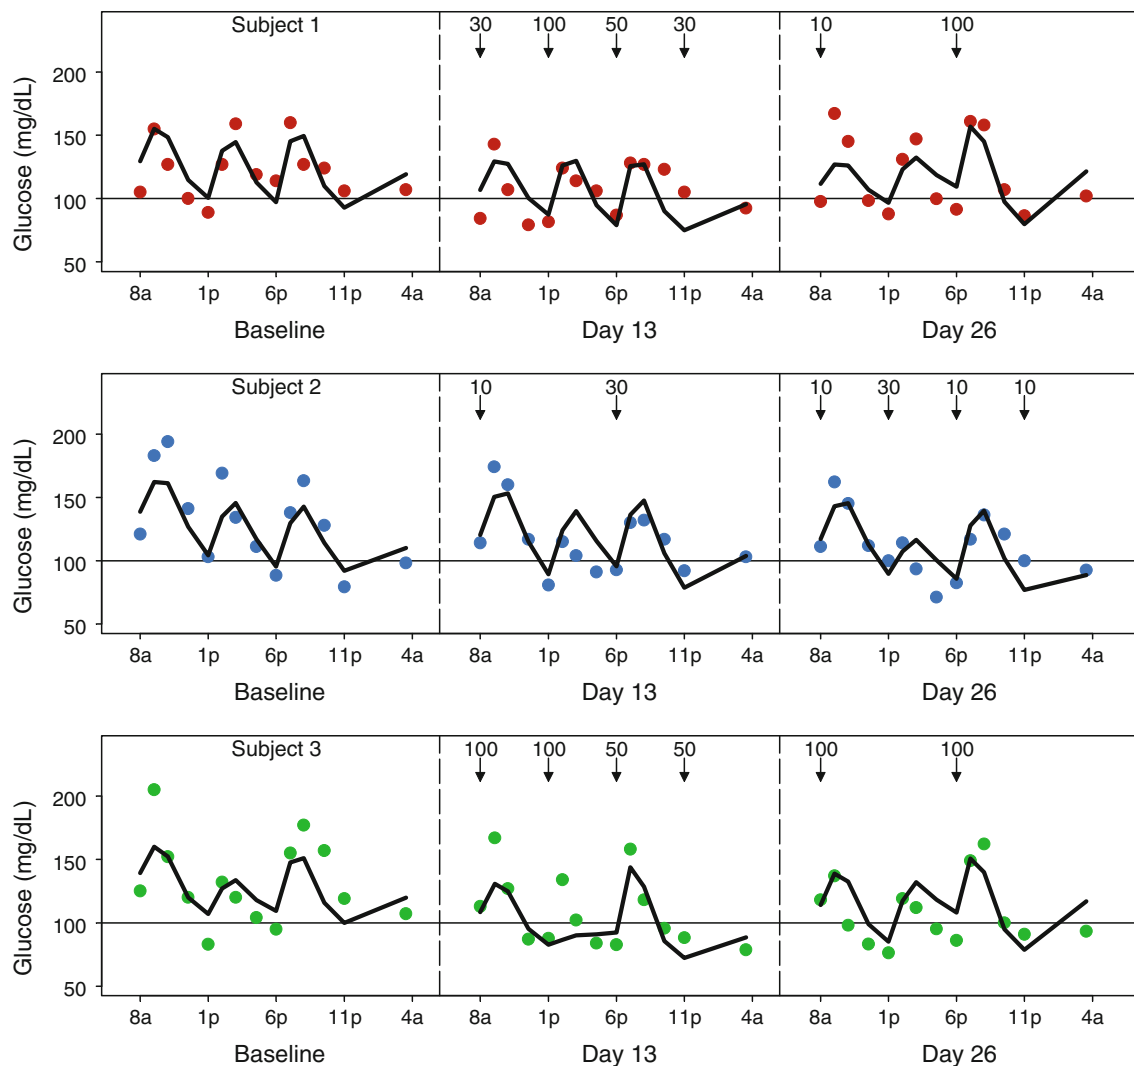 Subject 1
30 100 50 30
10 100
Glucose (mg/dL)
200
150
100
50
8a 1p 6p 11p 4a
8a 1p 6p 11p 4a
8a 1p 6p 11p 4a
Baseline
Day 13
Day 26
Subject 2
10 30
10 30 10 10
Glucose (mg/dL)
200
150
100
50
8a 1p 6p 11p 4a
8a 1p 6p 11p 4a
8a 1p 6p 11p 4a
Baseline
Day 13
Day 26
Subject 3
100 100 50 50
100 100
Glucose (mg/dL)
200
150
100
50
8a 1p 6p 11p 4a
8a 1p 6p 11p 4a
8a 1p 6p 11p 4a
Baseline
Day 13
Day 26